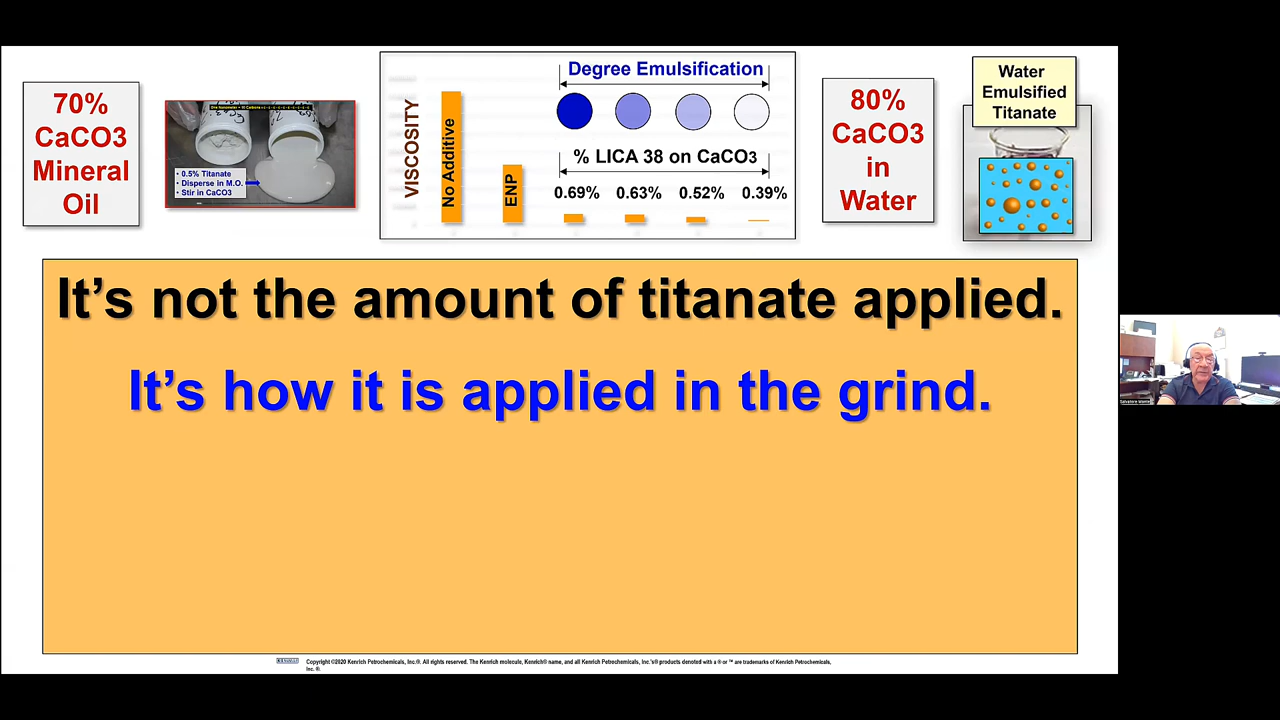 70%
CaCO3
Mineral
Oil
• 0.5% Titanate
• Disperse in M.O.
• Stir in CaCO3
VISCOSITY
No Additive
ENP
Degree Emulsification
% LICA 38 on CaCO3
0.69% 0.63% 0.52% 0.39%
80%
CaCO3
in
Water
Water
Emulsified
Titanate
It's not the amount of titanate applied.
It's how it is applied in the grind.
Copyright ©2020 Kenrich Petrochemicals, Inc.®. All rights reserved. The Kenrich molecule, Kenrich® name, and all Kenrich Petrochemicals, Inc.'s® products denoted with a ® or ™ are trademarks of Kenrich Petrochemicals,
Inc. ®.